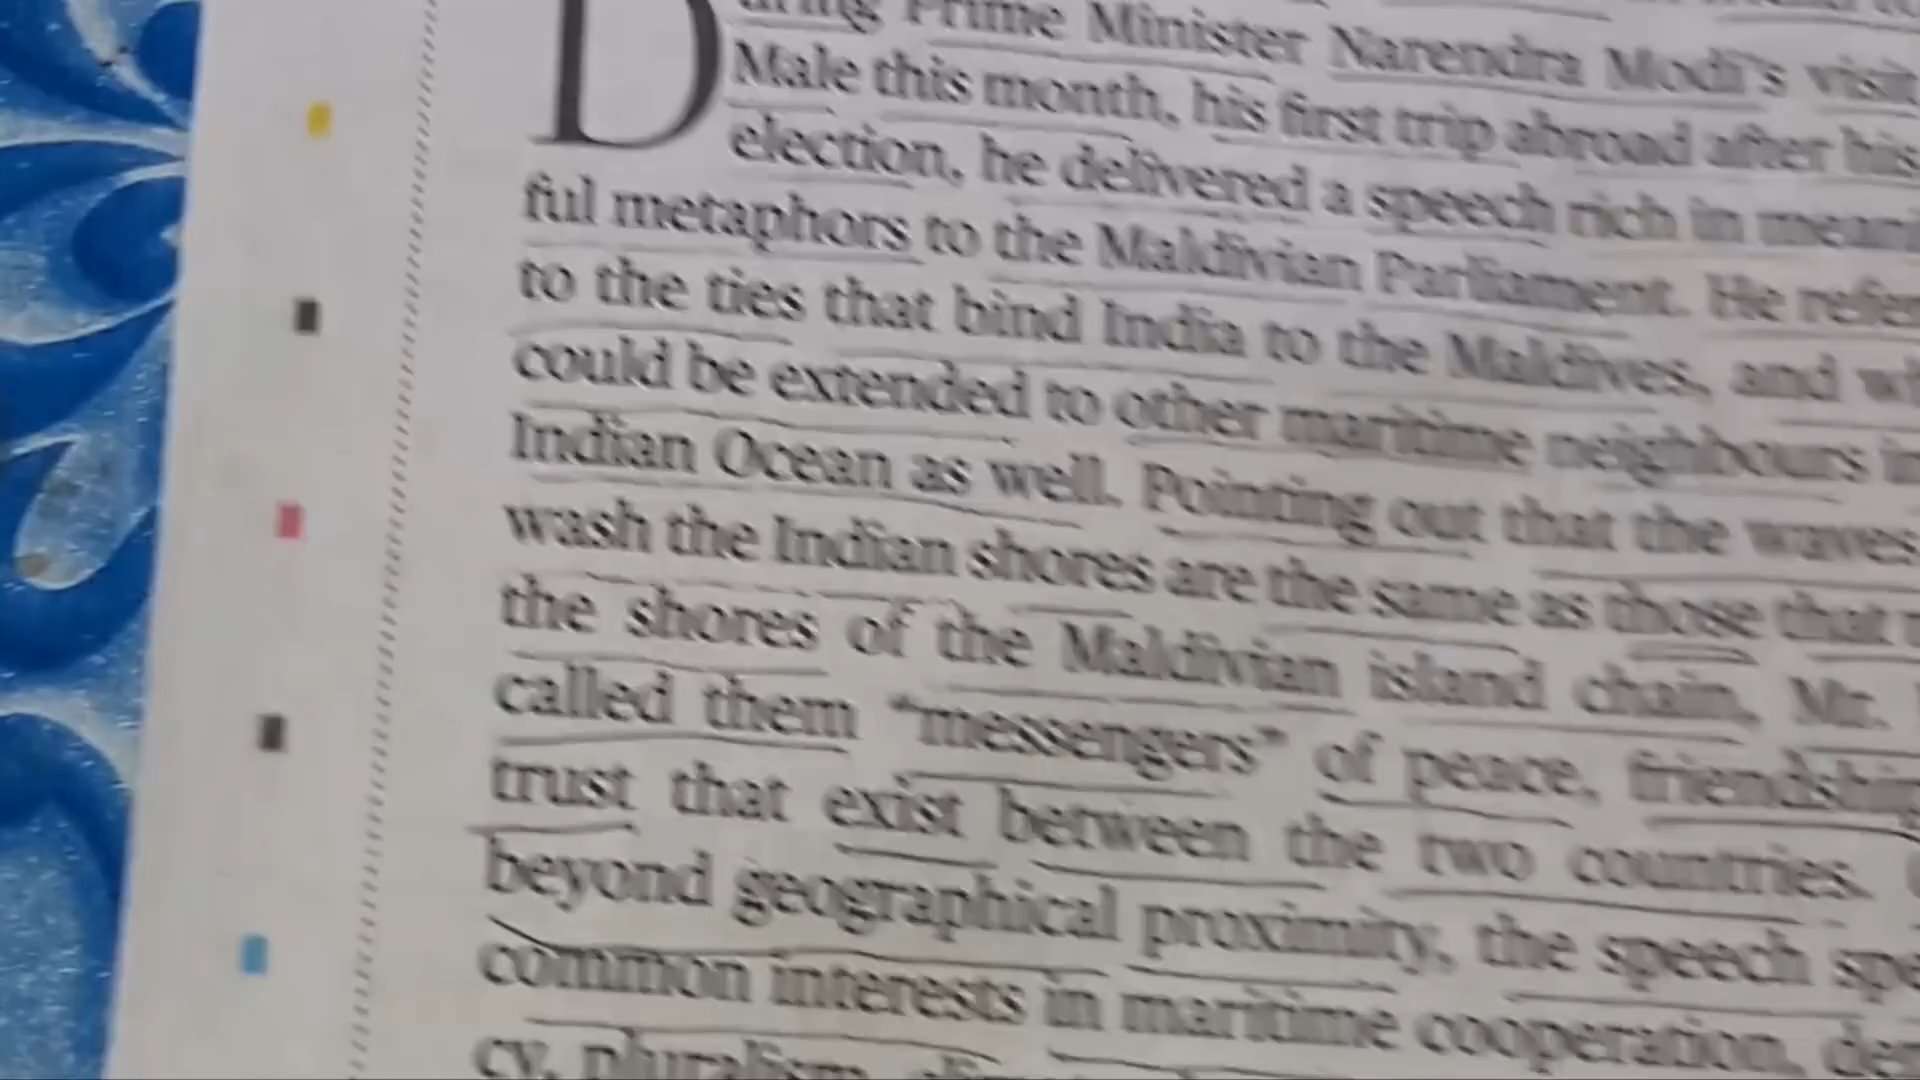 During Prime Minister Narendra Modi's visit
Male this month, his first trip abroad after his
election, he delivered a speech rich in
ful metaphors to the Maldivian Parliament. He
to the ties that bind India to the Maldives, and
could be extended to other maritime neighbours
Indian Ocean as well. Pointing out that the waves
wash the Indian shores are the same as those that
the shores of the Maldivian island chain, Mr.
called them “messengers” of peace, friendship
trust that exist between the two countries.
beyond geographical proximity, the speech
common interests in maritime cooperation,
cy, pluralism,